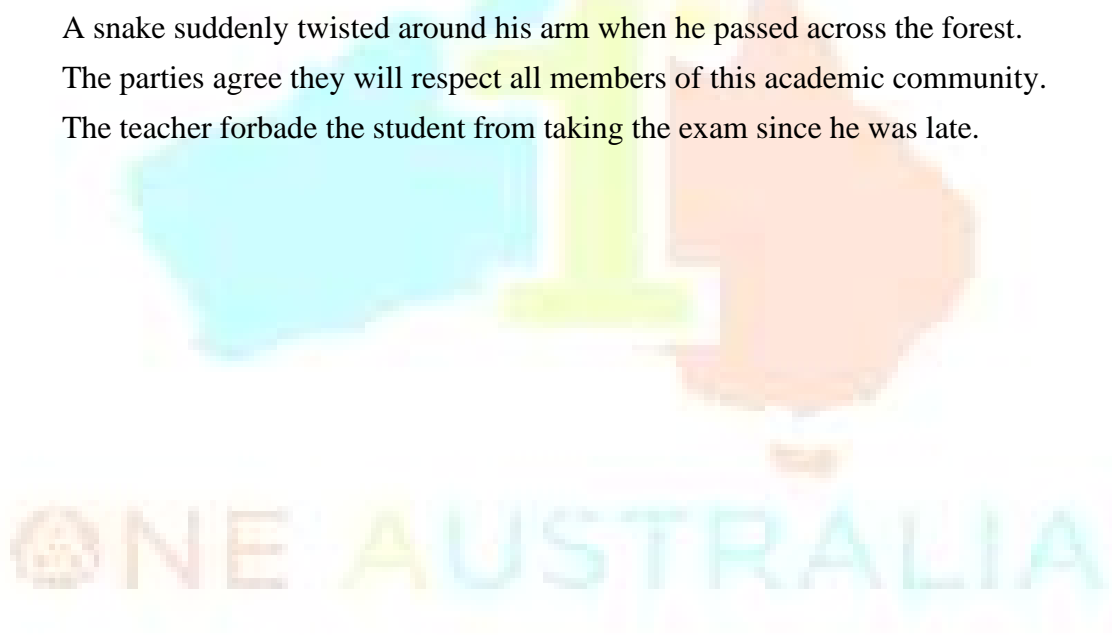 A snake suddenly twisted around his arm when he passed across the forest.
The parties agree they will respect all members of this academic community.
The teacher forbade the student from taking the exam since he was late.
1
ONE AUSTRALIA